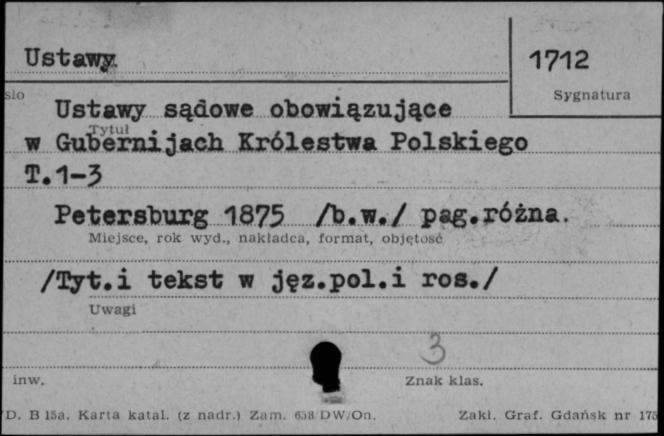 Ustawy.
1712
Sygnatura
sło
Ustawy sądowe obowiązujące
Tytuł
w Gubernijach Królestwa Polskiego
T.1-3
Petersburg 1875 /b.w./ pag.różna.
Miejsce, rok wyd., nakładca, format, objętość
/Tyt.i tekst w jęz.pol.i ros./
Uwagi
3
inw.
Znak klas.
D. B 15a. Karta katal. (z nadr.) Zam. 658/DW/On.
Zakł. Graf. Gdańsk nr 175